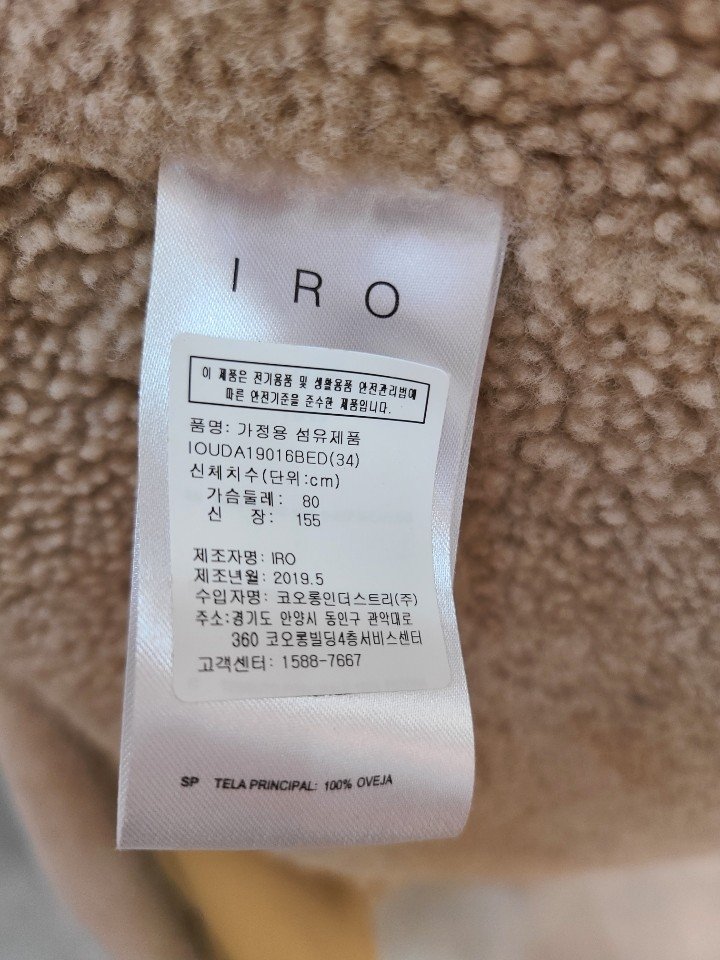 IRO
이 제품은 전기용품 및 생활용품 안전관리법에
따른 안전기준을 준수한 제품입니다.
품명: 가정용 섬유제품
IOUDA19016BED(34)
신체치수(단위:cm)
가슴둘레: 80
신 장: 155
제조자명: IRO
제조년월: 2019.5
수입자명: 코오롱인더스트리(주)
주소:경기도 안양시 동인구 관악대로
360 코오롱빌딩4층서비스센터
고객센터: 1588-7667
SP TELA PRINCIPAL: 100% OVEJA